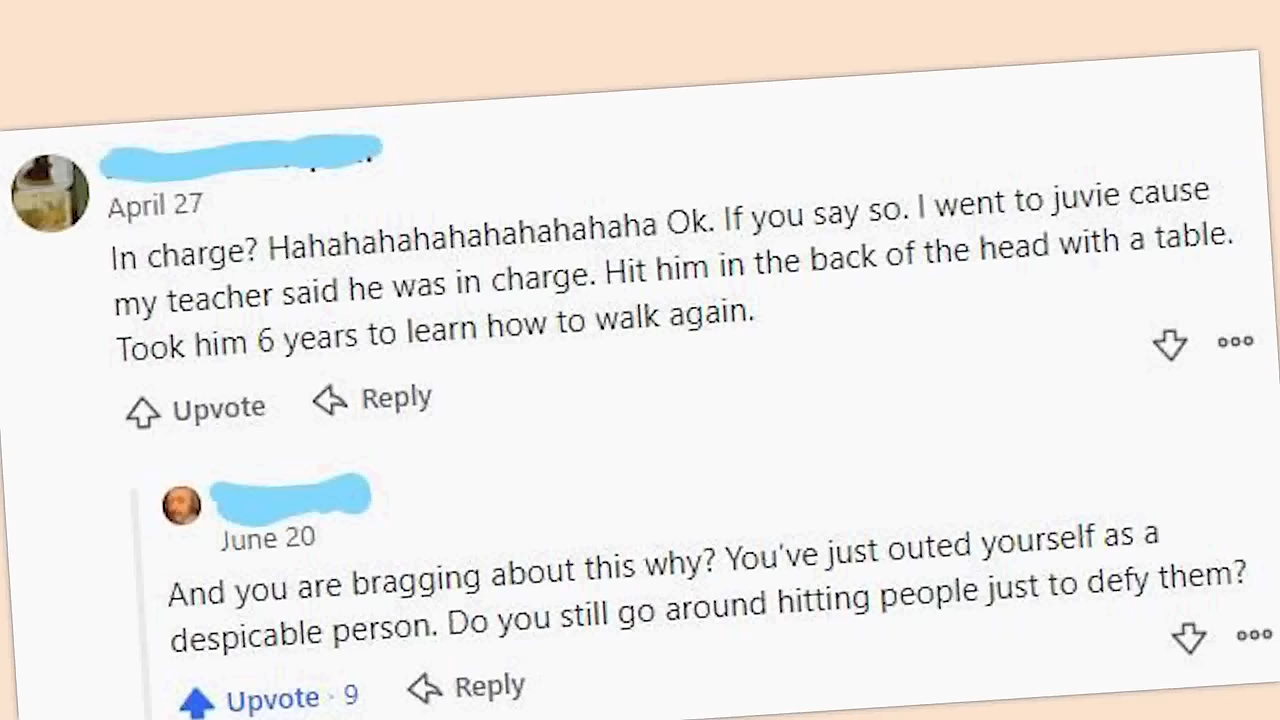 April 27
In charge? Hahahahahahahahahahaha Ok. If you say so. I went to juvie cause
my teacher said he was in charge. Hit him in the back of the head with a table.
Took him 6 years to learn how to walk again.
Upvote
Reply
June 20
And you are bragging about this why? You've just outed yourself as a
despicable person. Do you still go around hitting people just to defy them?
Upvote · 9
Reply